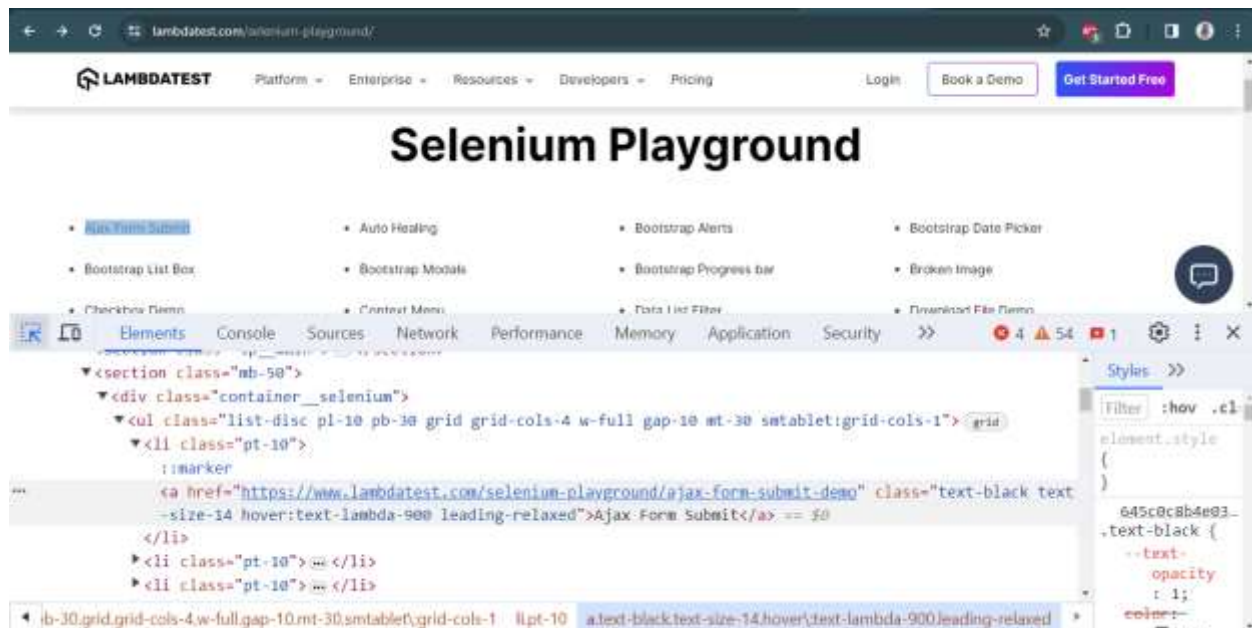 lambdatest.com/selenium-playground/
LAMBDATEST Platform Enterprise Resources Developers Pricing Login Book a Demo Get Started Free
Selenium Playground
• Ajax Form Submit • Auto Healing • Bootstrap Alerts • Bootstrap Date Picker
• Bootstrap List Box • Bootstrap Modals • Bootstrap Progress bar • Broken Image
• Checkbox Demo • Context Menu • Data List Filter • Download File Demo
Elements Console Sources Network Performance Memory Application Security >> 4 54 1
▼<section class="mb-50"> Styles >>
▼<div class="container__selenium">
▼<ul class="list-disc pl-10 pb-30 grid grid-cols-4 w-full gap-10 mt-30 smtablet:grid-cols-1"> grid Filter :hov .cl
▼<li class="pt-10"> element.style
::marker {
… <a href="https://www.lambdatest.com/selenium-playground/ajax-form-submit-demo" class="text-black text }
-size-14 hover:text-lambda-900 leading-relaxed">Ajax Form Submit</a> == $0 645c0c8b4e03…
</li> .text-black {
▶<li class="pt-10"> … </li> --text-
opacity
▶<li class="pt-10"> … </li> : 1;
b-30.grid.grid-cols-4.w-full.gap-10.mt-30.smtablet\:grid-cols-1 li.pt-10 a.text-black.text-size-14.hover\:text-lambda-900.leading-relaxed color: